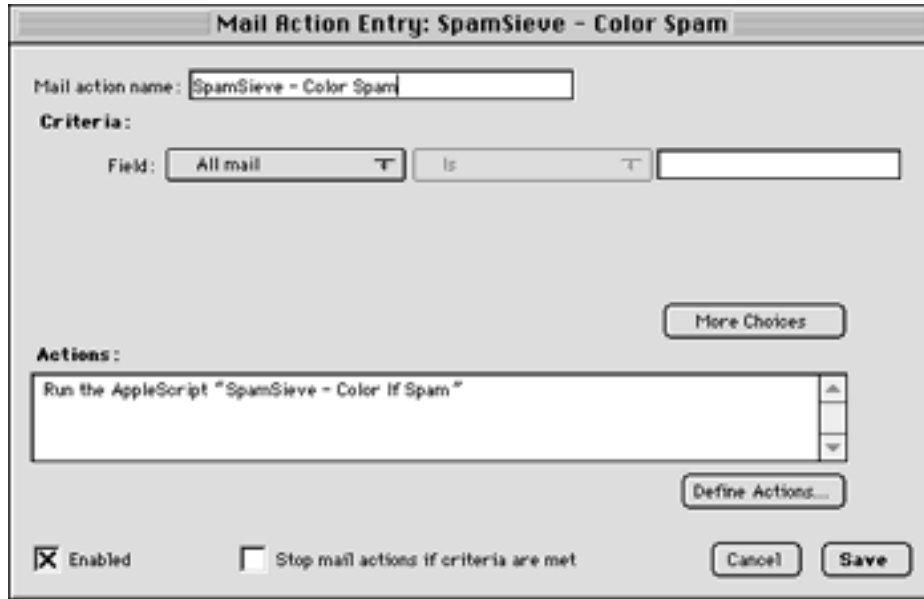 Mail Action Entry: SpamSieve - Color Spam
Mail action name: SpamSieve - Color Spam
Criteria:
Field: All mail Is
More Choices
Actions:
Run the AppleScript "SpamSieve - Color If Spam"
Define Actions...
Enabled Stop mail actions if criteria are met Cancel Save